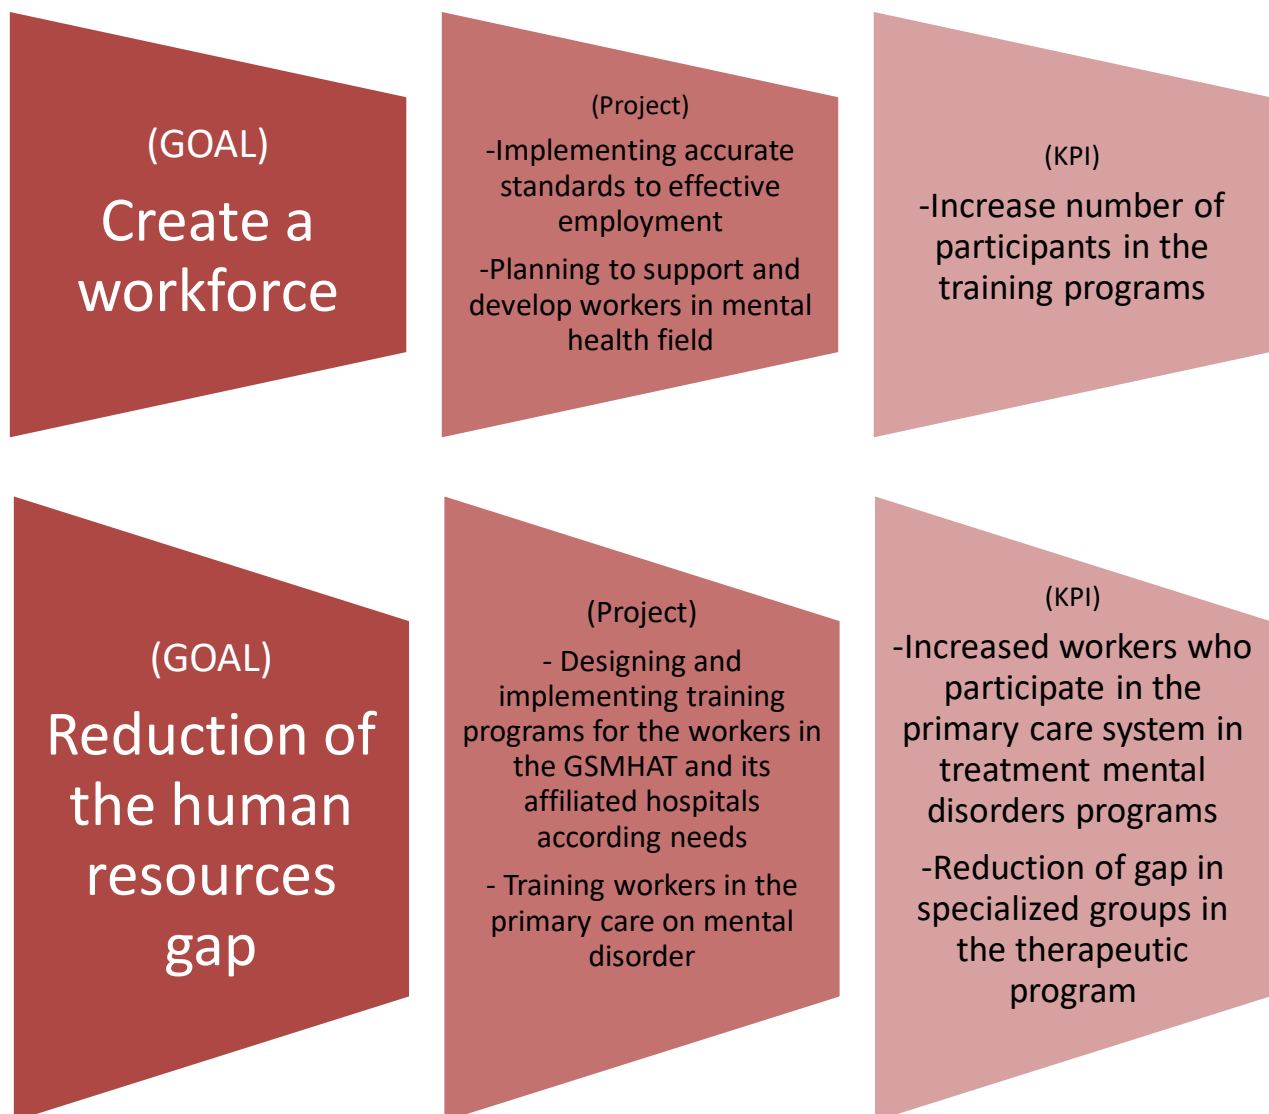 (GOAL)
Create a
workforce
(Project)
-Implementing accurate
standards to effective
employment
-Planning to support and
develop workers in mental
health field
(KPI)
-Increase number of
participants in the
training programs
(GOAL)
Reduction of
the human
resources
gap
(Project)
- Designing and
implementing training
programs for the workers in
the GSMHAT and its
affiliated hospitals
according needs
- Training workers in the
primary care on mental
disorder
(KPI)
-Increased workers who
participate in the
primary care system in
treatment mental
disorders programs
-Reduction of gap in
specialized groups in
the therapeutic
program